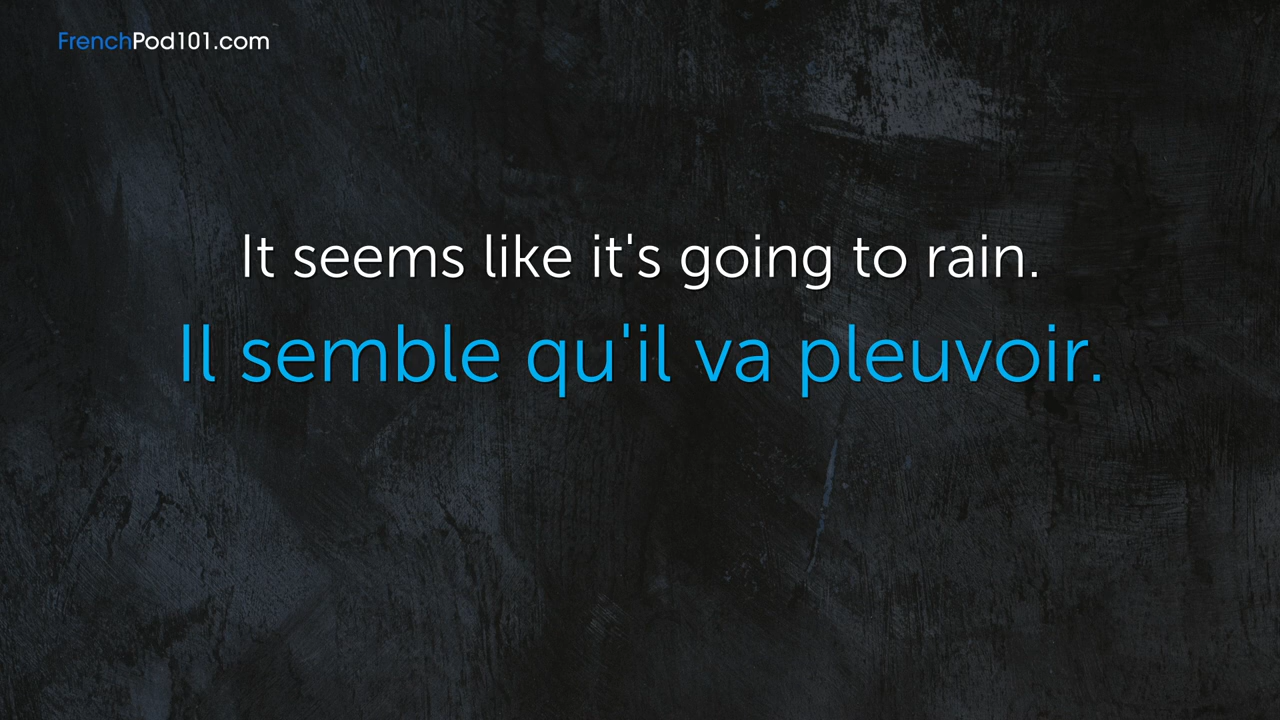 FrenchPod101.com
It seems like it's going to rain.
Il semble qu'il va pleuvoir.